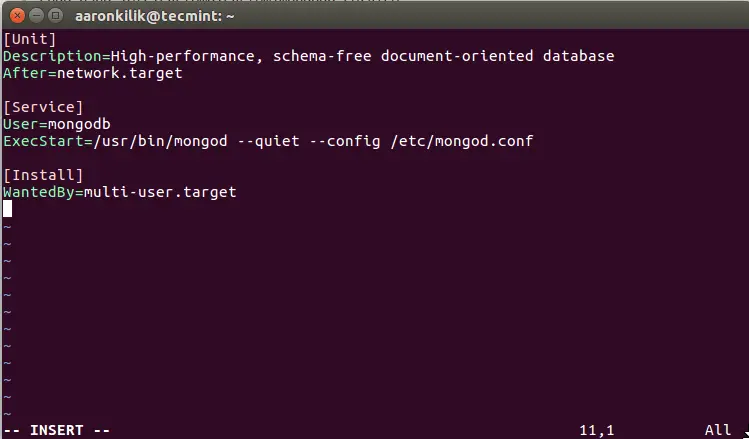 aaronkilik@tecmint: ~
[Unit]
Description=High-performance, schema-free document-oriented database
After=network.target
[Service]
User=mongodb
ExecStart=/usr/bin/mongod --quiet --config /etc/mongod.conf
[Install]
WantedBy=multi-user.target
~
~
~
~
~
~
~
~
~
~
~
~
-- INSERT -- 11,1 All